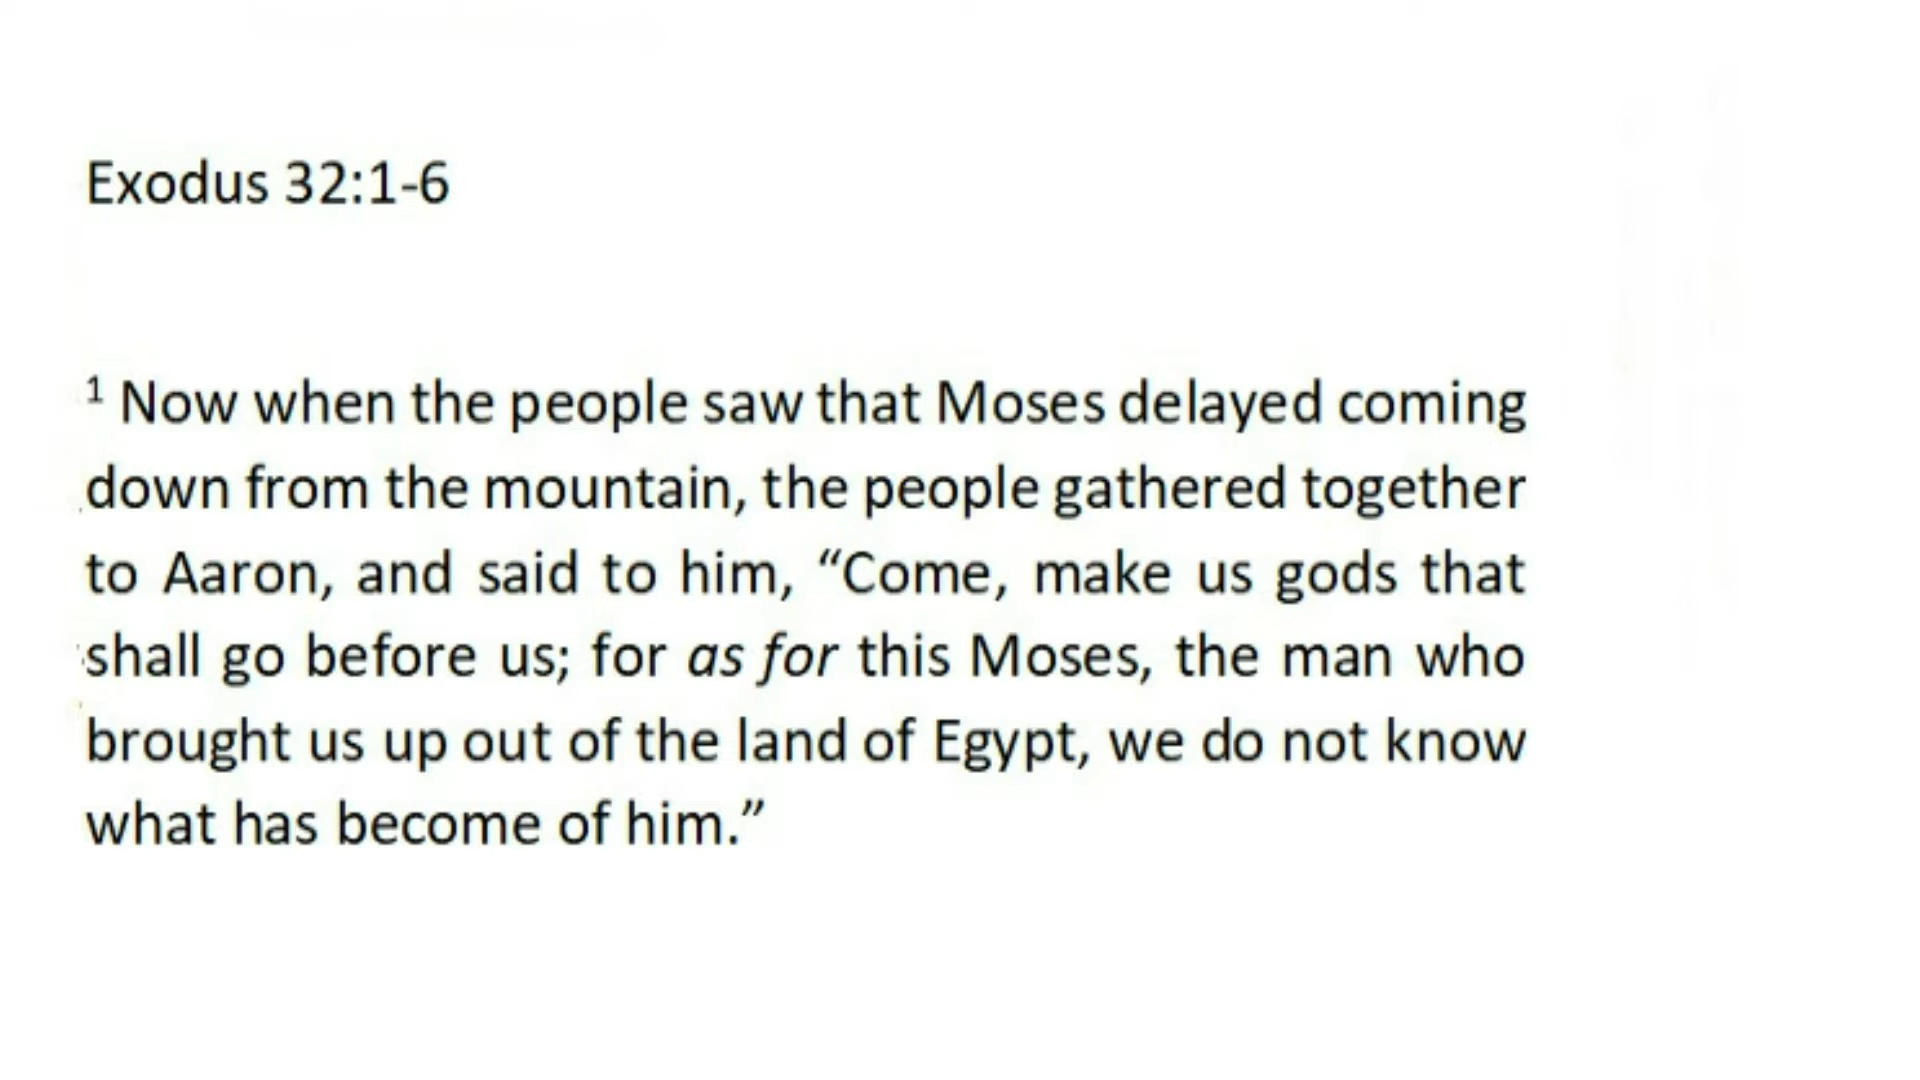 Exodus 32:1-6
¹ Now when the people saw that Moses delayed coming
down from the mountain, the people gathered together
to Aaron, and said to him, “Come, make us gods that
shall go before us; for as for this Moses, the man who
brought us up out of the land of Egypt, we do not know
what has become of him.”